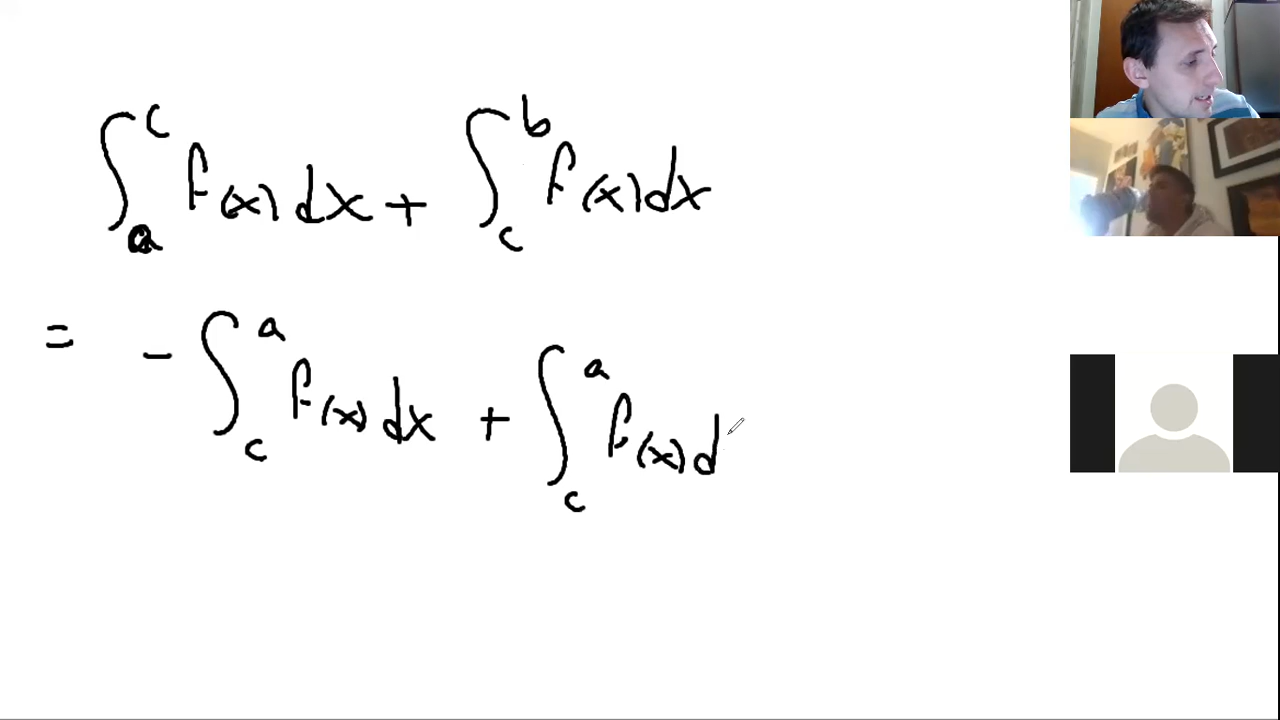 ∫_a^c f(x) dx + ∫_c^b f(x) dx
= - ∫_c^a f(x) dx + ∫_c^a f(x) d